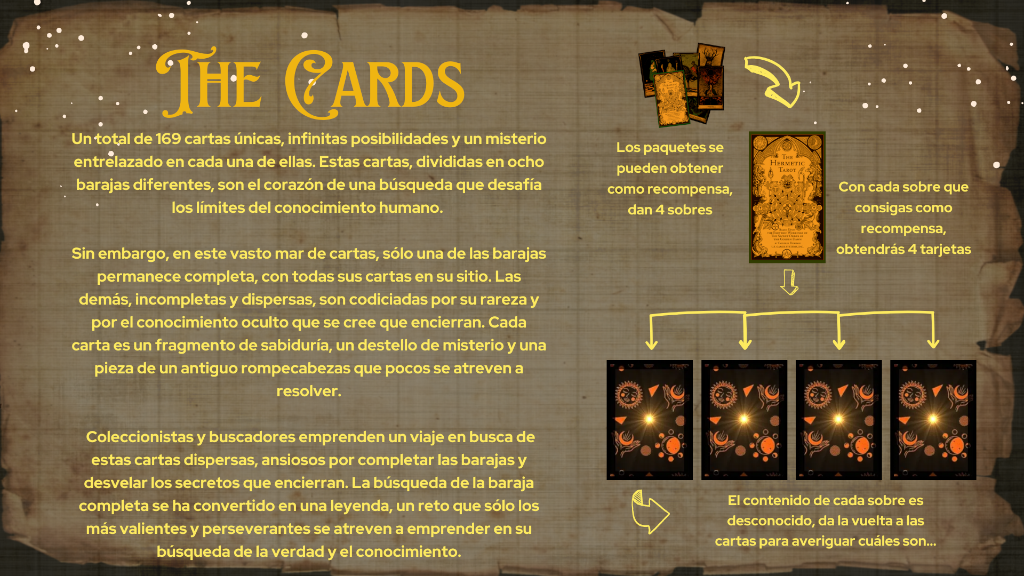 The Cards
Un total de 169 cartas únicas, infinitas posibilidades y un misterio
entrelazado en cada una de ellas. Estas cartas, divididas en ocho
barajas diferentes, son el corazón de una búsqueda que desafía
los límites del conocimiento humano.
Sin embargo, en este vasto mar de cartas, sólo una de las barajas
permanece completa, con todas sus cartas en su sitio. Las
demás, incompletas y dispersas, son codiciadas por su rareza y
por el conocimiento oculto que se cree que encierran. Cada
carta es un fragmento de sabiduría, un destello de misterio y una
pieza de un antiguo rompecabezas que pocos se atreven a
resolver.
Coleccionistas y buscadores emprenden un viaje en busca de
estas cartas dispersas, ansiosos por completar las barajas y
desvelar los secretos que encierran. La búsqueda de la baraja
completa se ha convertido en una leyenda, un reto que sólo los
más valientes y perseverantes se atreven a emprender en su
búsqueda de la verdad y el conocimiento.
Los paquetes se
pueden obtener
como recompensa,
dan 4 sobres
The
Hermetic
Tarot
Con cada sobre que
consigas como
recompensa,
obtendrás 4 tarjetas
El contenido de cada sobre es
desconocido, da la vuelta a las
cartas para averiguar cuáles son...